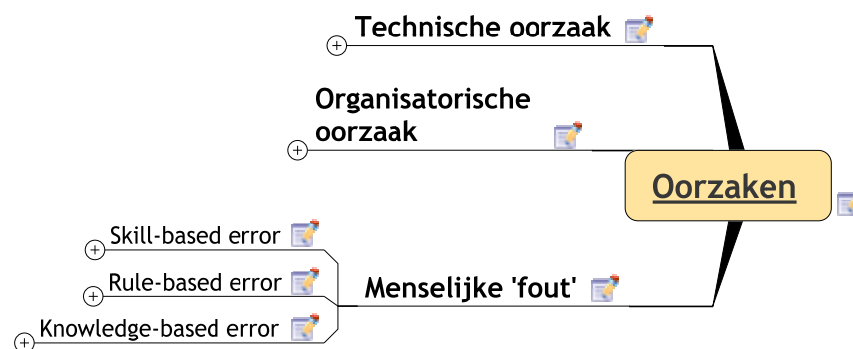 Technische oorzaak
Organisatorische
oorzaak
Oorzaken
Skill-based error
Rule-based error
Menselijke 'fout'
Knowledge-based error